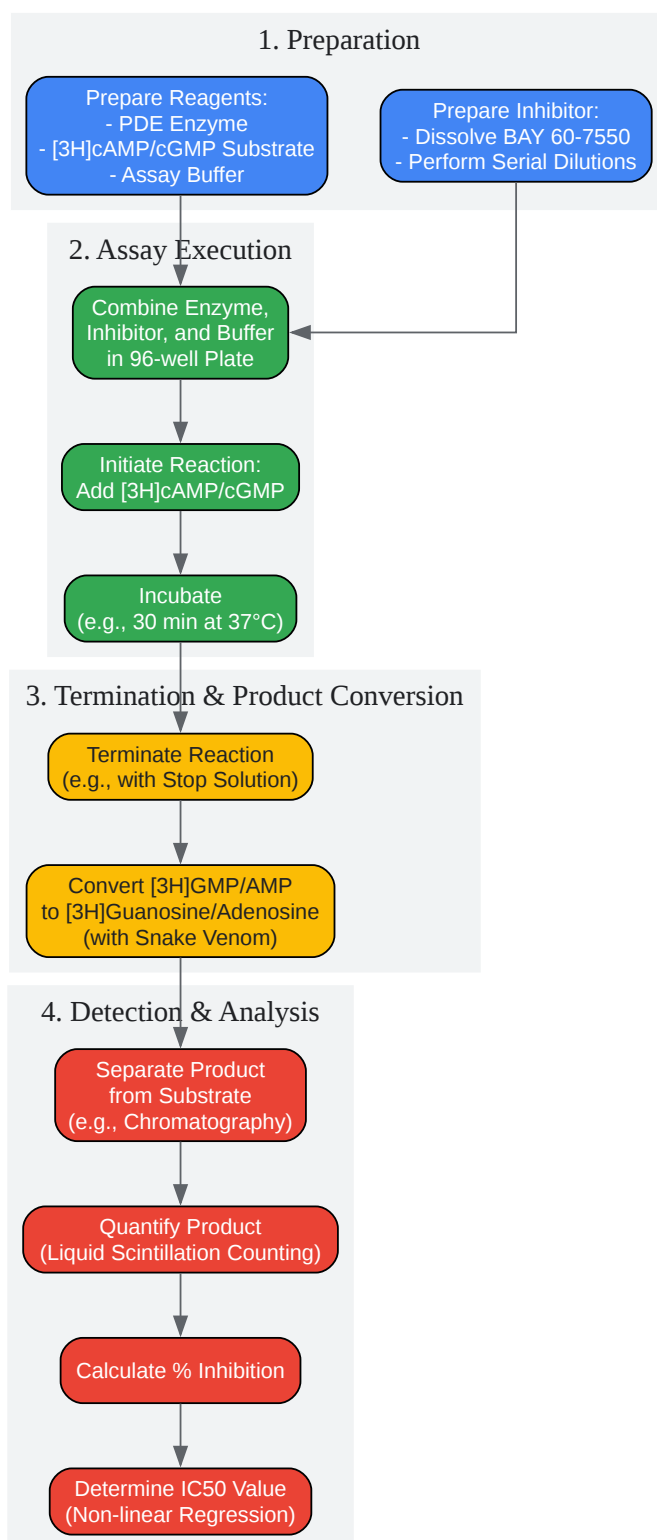 1. Preparation
Prepare Reagents:
- PDE Enzyme
- [3H]cAMP/cGMP Substrate
- Assay Buffer
Prepare Inhibitor:
- Dissolve BAY 60-7550
- Perform Serial Dilutions
2. Assay Execution
Combine Enzyme,
Inhibitor, and Buffer
in 96-well Plate
Initiate Reaction:
Add [3H]cAMP/cGMP
Incubate
(e.g., 30 min at 37°C)
3. Termination & Product Conversion
Terminate Reaction
(e.g., with Stop Solution)
Convert [3H]GMP/AMP
to [3H]Guanosine/Adenosine
(with Snake Venom)
4. Detection & Analysis
Separate Product
from Substrate
(e.g., Chromatography)
Quantify Product
(Liquid Scintillation Counting)
Calculate % Inhibition
Determine IC50 Value
(Non-linear Regression)